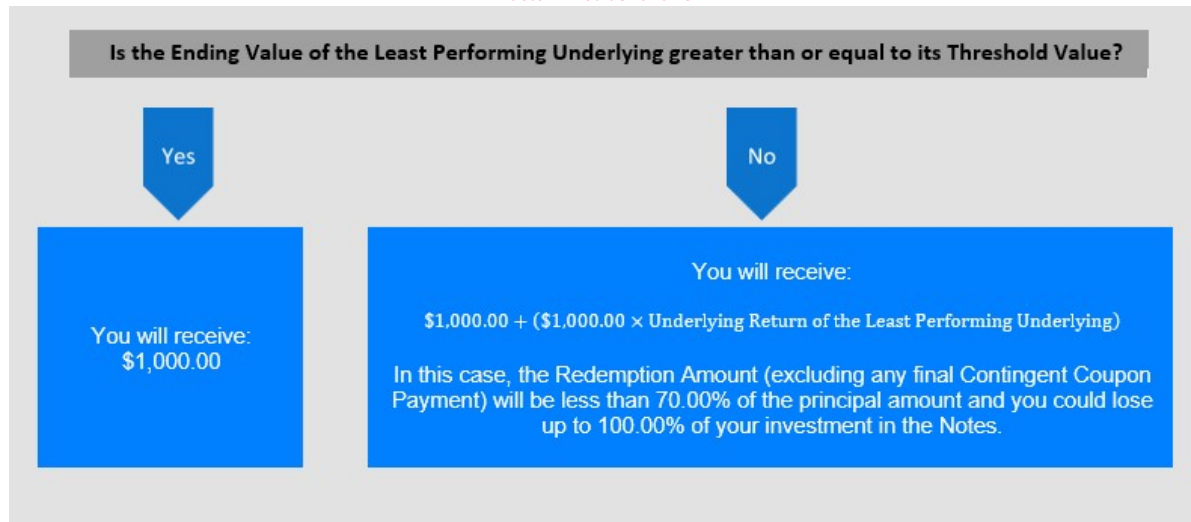 Is the Ending Value of the Least Performing Underlying greater than or equal to its Threshold Value?
Yes
No
You will receive:
$1,000.00
You will receive:
$1,000.00 + ($1,000.00 × Underlying Return of the Least Performing Underlying)
In this case, the Redemption Amount (excluding any final Contingent Coupon
Payment) will be less than 70.00% of the principal amount and you could lose
up to 100.00% of your investment in the Notes.